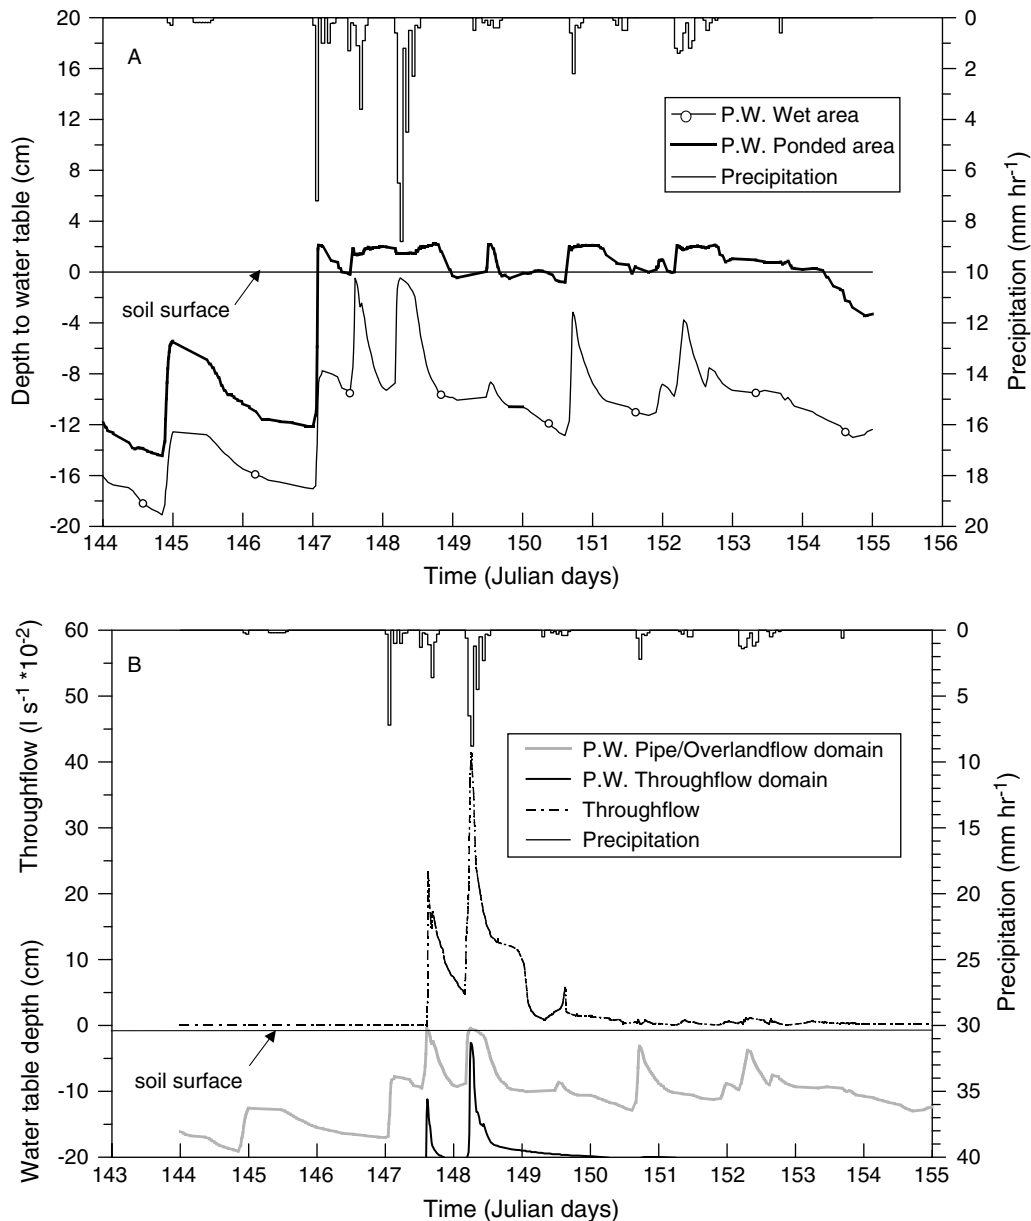 20
16
12
8
4
0
-4
-8
-12
-16
-20
Depth to water table (cm)
A
P.W. Wet area
P.W. Ponded area
Precipitation
soil surface
0
2
4
6
8
10
12
14
16
18
20
Precipitation (mm hr-1)
144 145 146 147 148 149 150 151 152 153 154 155 156
Time (Julian days)
60
50
40
30
20
10
0
-10
-20
Throughflow (l s-1 *10-2)
Water table depth (cm)
B
P.W. Pipe/Overlandflow domain
P.W. Throughflow domain
Throughflow
Precipitation
soil surface
0
5
10
15
20
25
30
35
40
Precipitation (mm hr-1)
143 144 145 146 147 148 149 150 151 152 153 154 155
Time (Julian days)